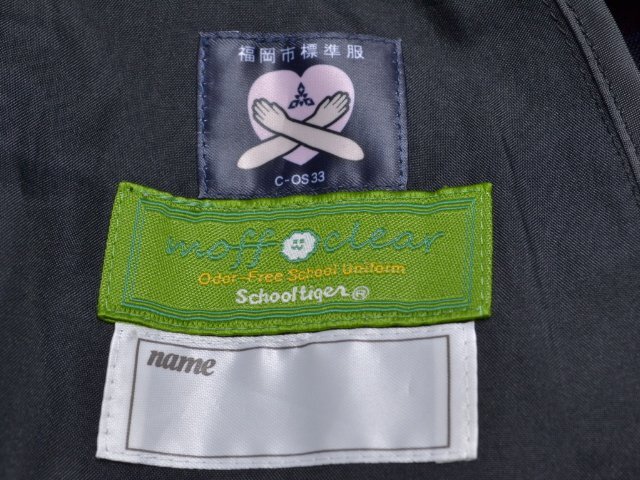 福岡市標準服
C-OS33
moff clear
Odor-Free School Uniform
Schooltiger®
name